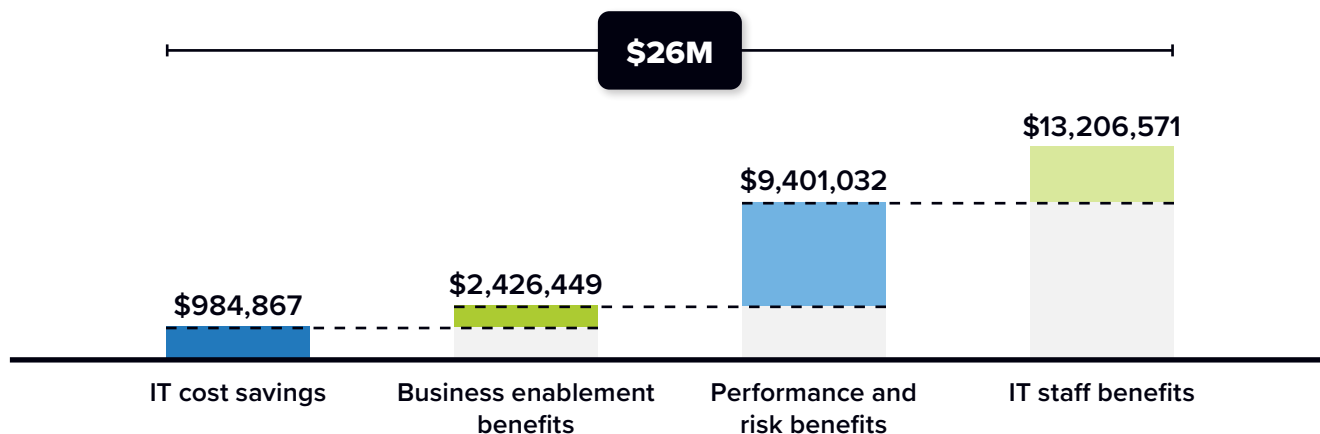 $26M
$13,206,571
$9,401,032
$2,426,449
$984,867
IT cost savings
Business enablement
benefits
Performance and
risk benefits
IT staff benefits